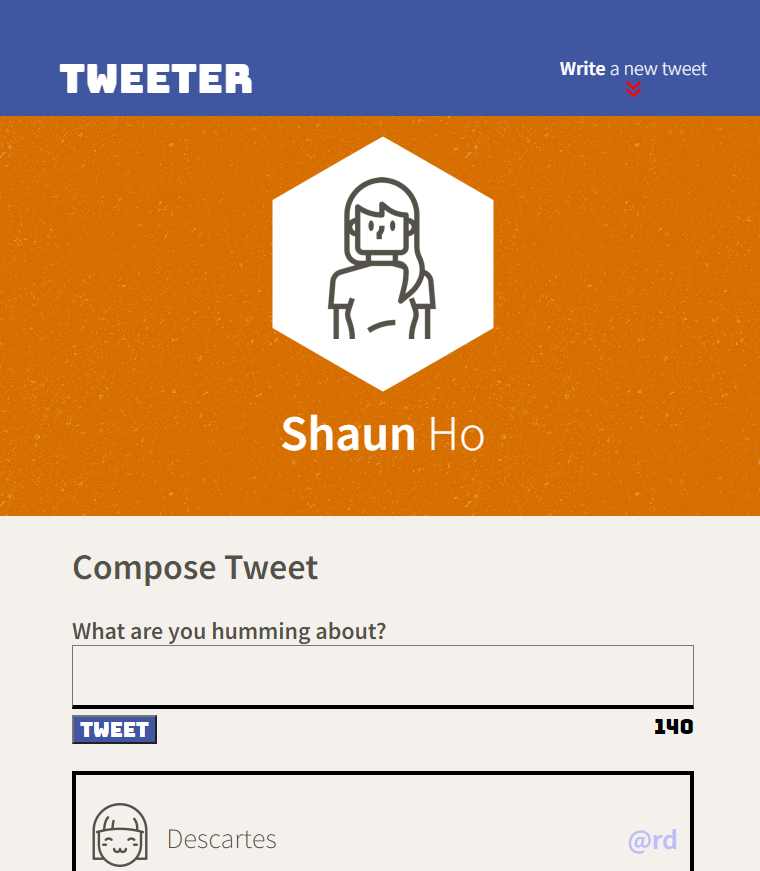 TWEETER
Write a new tweet
Shaun Ho
Compose Tweet
What are you humming about?
TWEET
140
Descartes
@rd